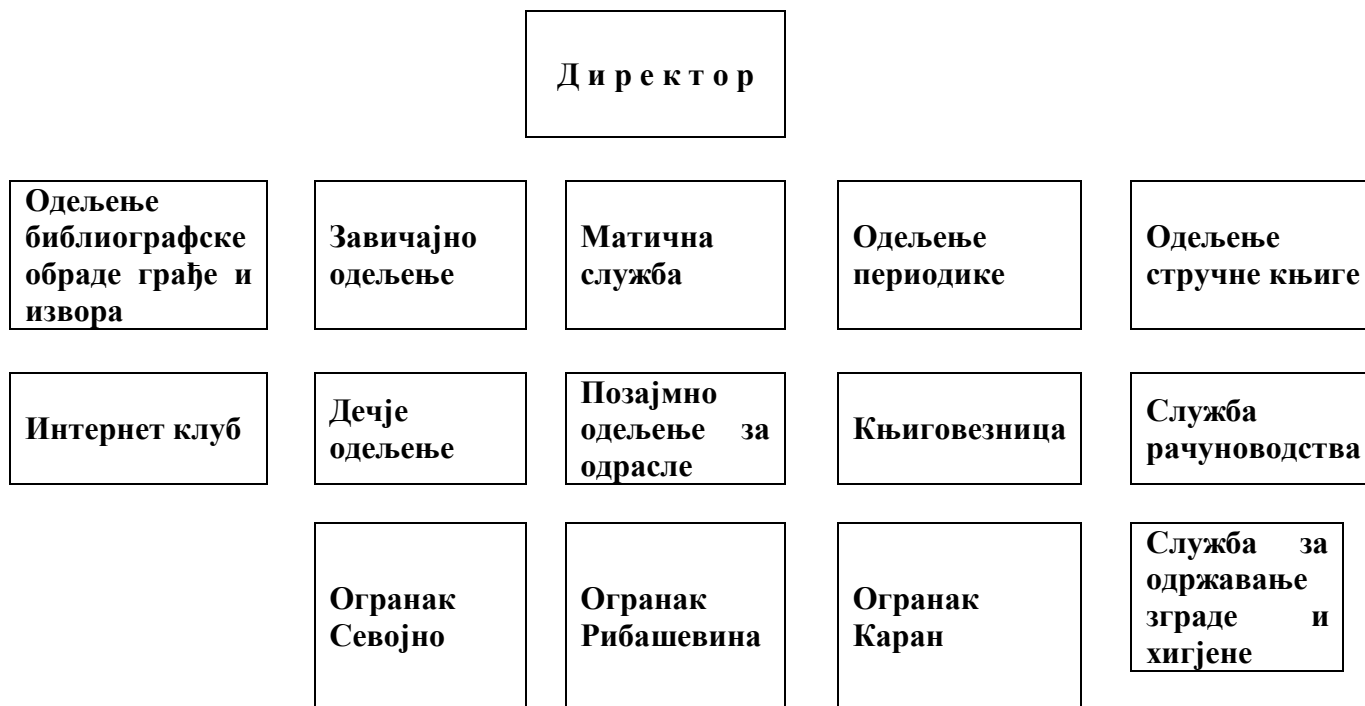 Д и р е к т о р
Одељење
библиографске
обраде грађе и
извора
Завичајно
одељење
Матична
служба
Одељење
периодике
Одељење
стручне књиге
Интернет клуб
Дечје
одељење
Позајмно
одељење за
одрасле
Књиговезница
Служба
рачуноводства
Огранак
Севојно
Огранак
Рибашевина
Огранак
Каран
Служба за
одржавање
зграде и
хигјене